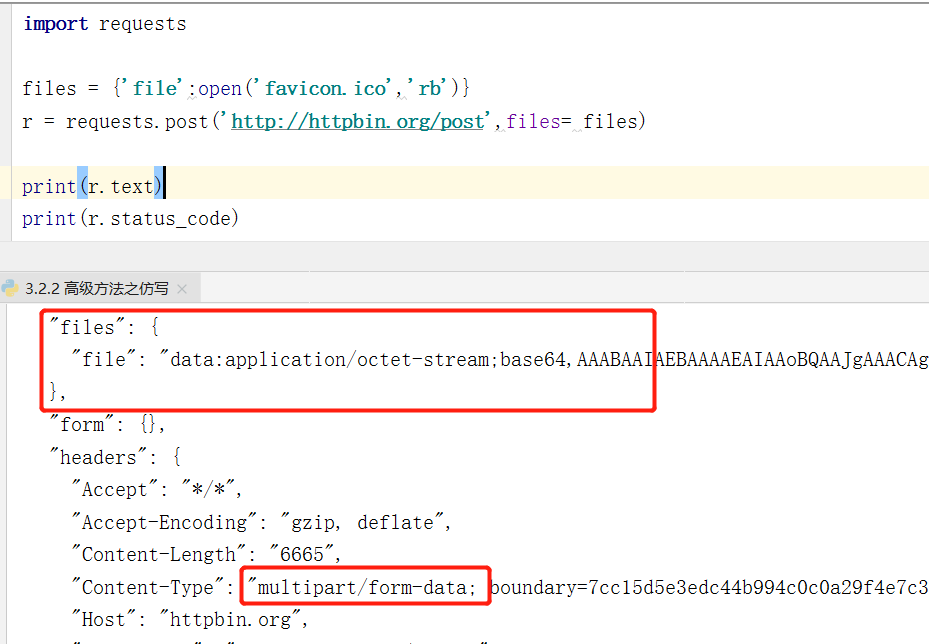 import requests
files = {'file':open('favicon.ico','rb')}
r = requests.post('http://httpbin.org/post',files= files)
print(r.text)
print(r.status_code)
3.2.2 高级方法之仿写 ×
"files": {
"file": "data:application/octet-stream;base64,AAABAAIAEBAAAAEAIAAoBQAAJgAAACAg
},
"form": {},
"headers": {
"Accept": "*/*",
"Accept-Encoding": "gzip, deflate",
"Content-Length": "6665",
"Content-Type": "multipart/form-data; boundary=7cc15d5e3edc44b994c0c0a29f4e7c3
"Host": "httpbin.org",